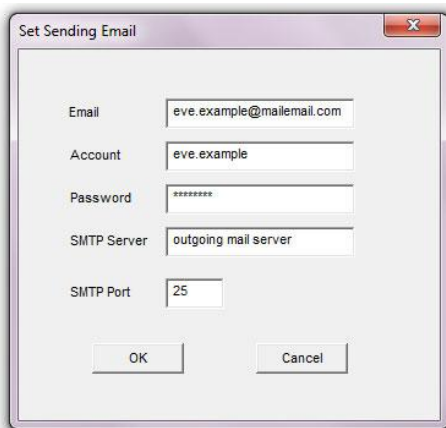 Set Sending Email
Email eve.example@mailemail.com
Account eve.example
Password ********
SMTP Server outgoing mail server
SMTP Port 25
OK Cancel